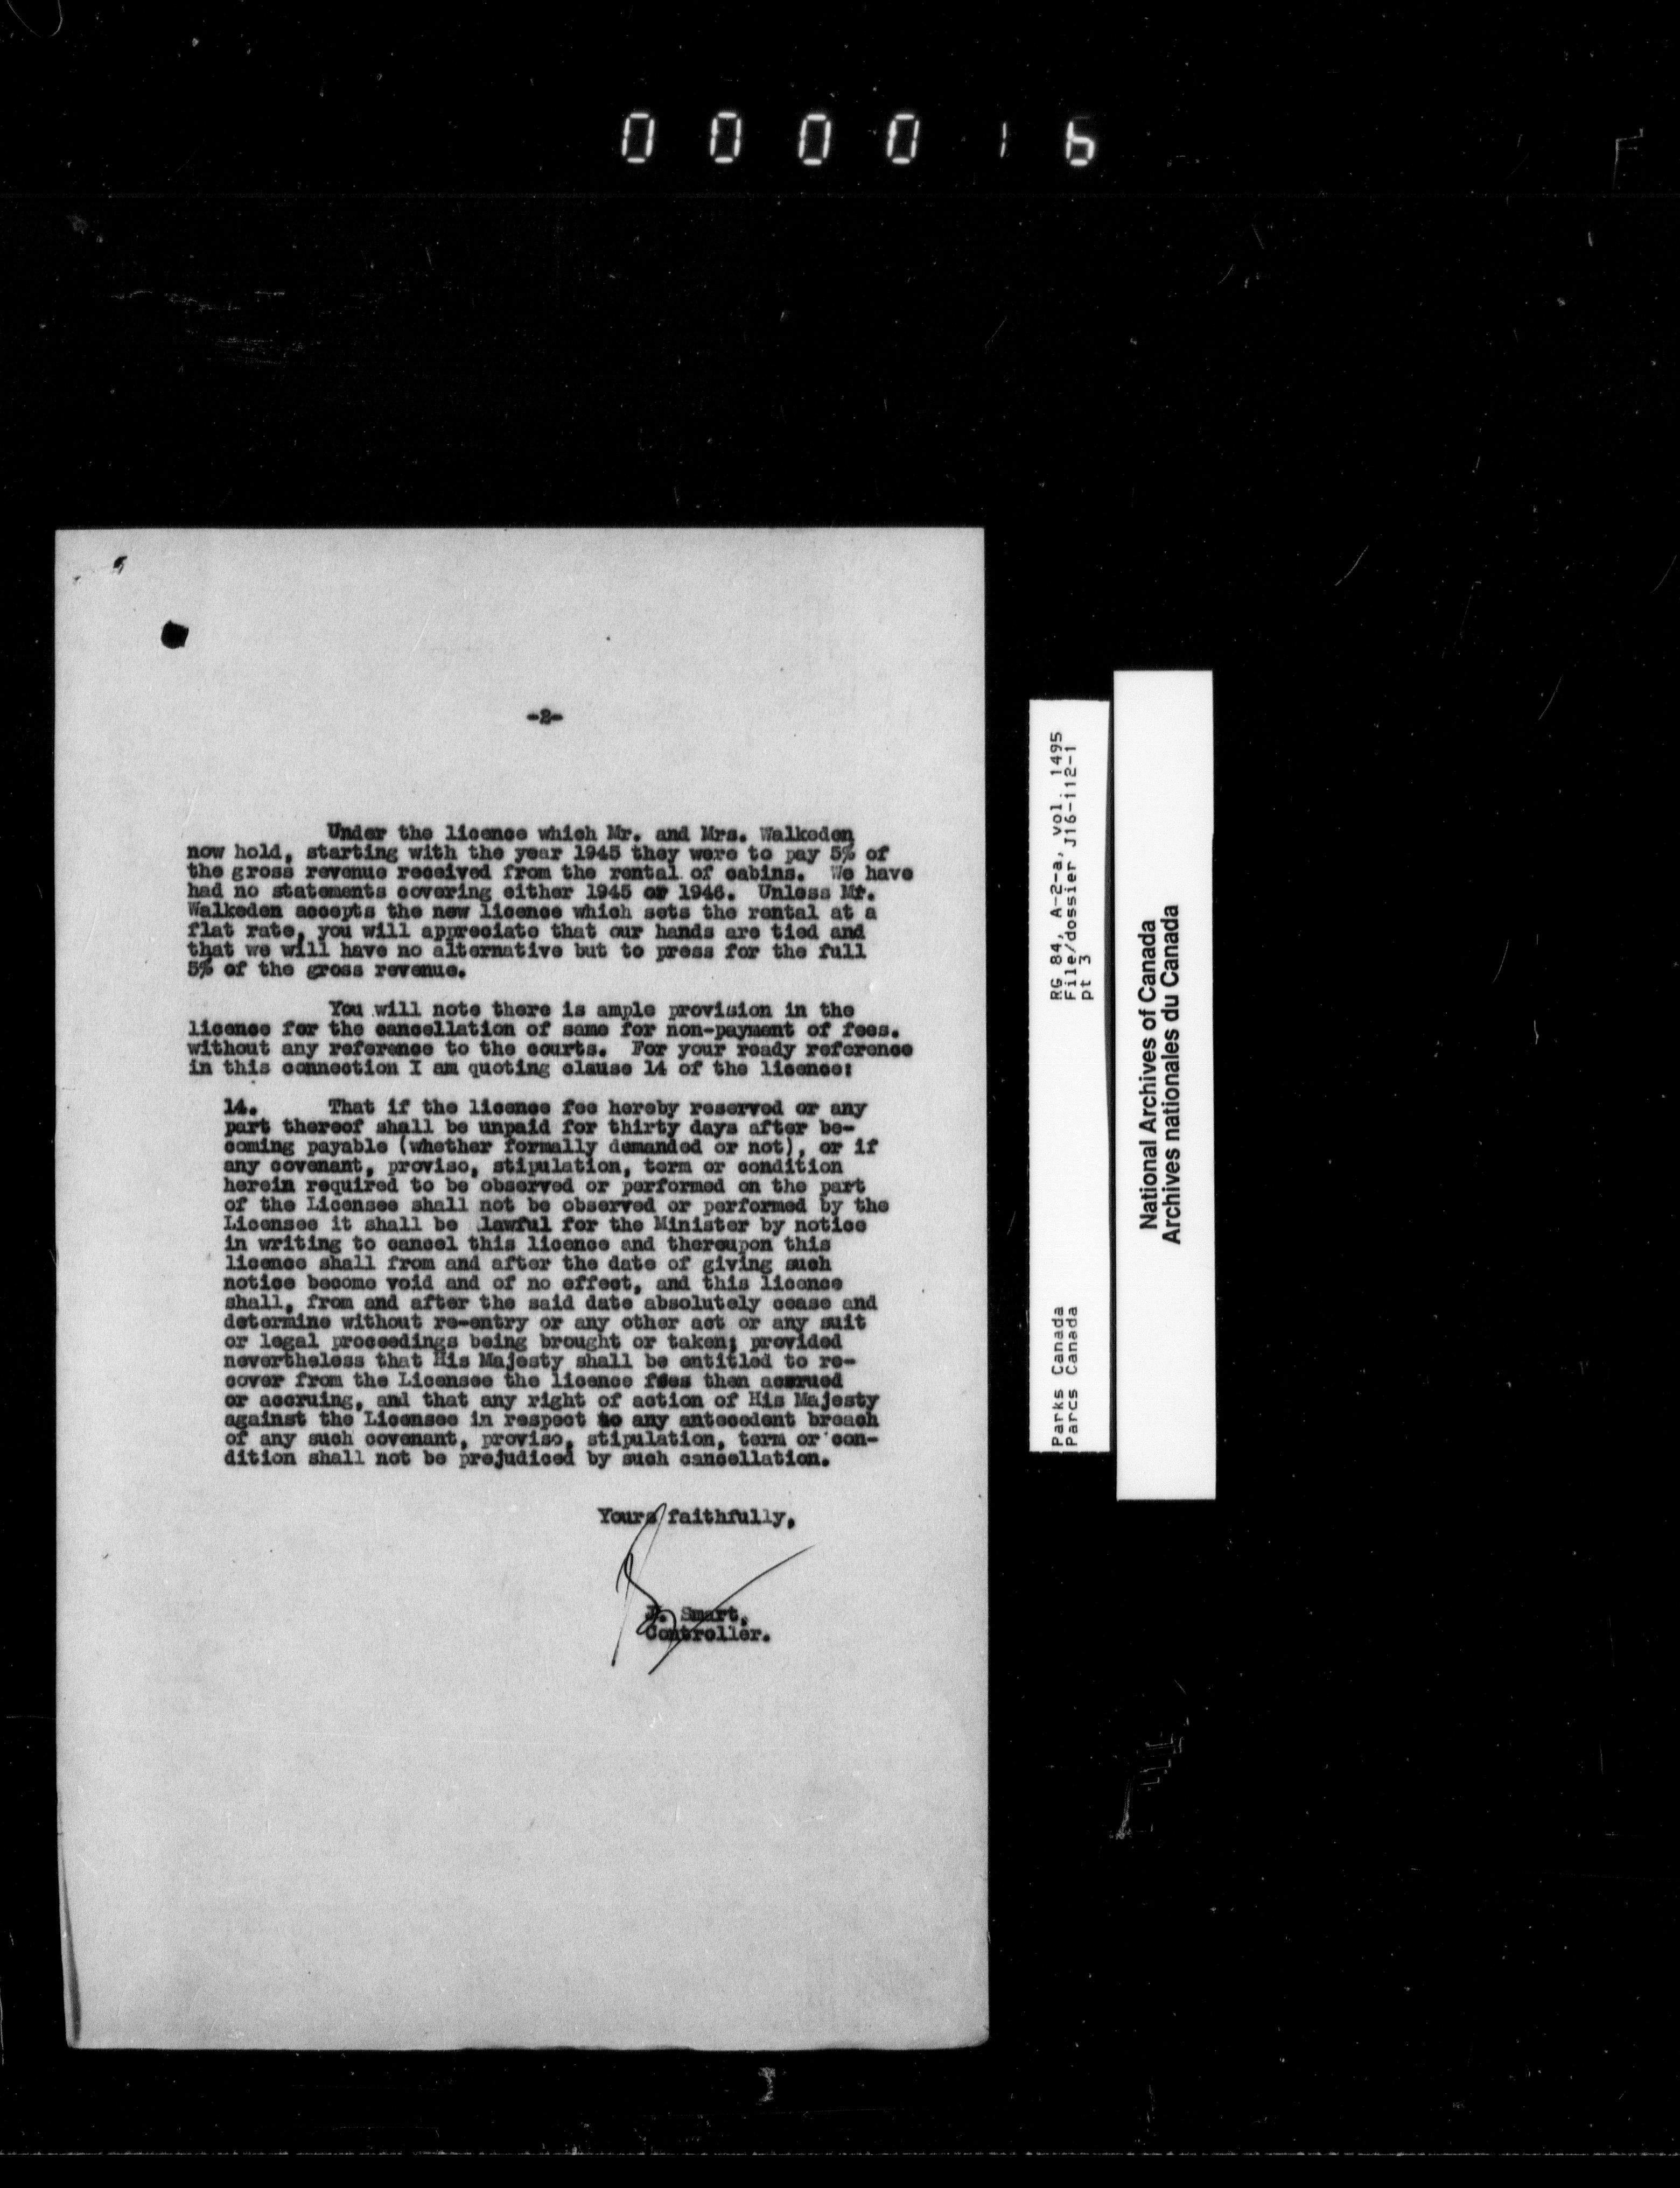 000016
-2-
Under the licence which Mr. and Mrs. Walkeden
now hold, starting with the year 1945 they were to pay 5% of
the gross revenue received from the rental of cabins. We have
had no statements covering either 1945 or 1946. Unless Mr.
Walkeden accepts the new licence which sets the rental at a
flat rate, you will appreciate that our hands are tied and
that we will have no alternative but to press for the full
5% of the gross revenue.
You will note there is ample provision in the
licence for the cancellation of same for non-payment of fees.
without any reference to the courts. For your ready reference
in this connection I am quoting clause 14 of the licence:
14. That if the licence fee hereby reserved or any
part thereof shall be unpaid for thirty days after be-
coming payable (whether formally demanded or not), or if
any covenant, proviso, stipulation, term or condition
herein required to be observed or performed on the part
of the Licensee shall not be observed or performed by the
Licensee it shall be lawful for the Minister by notice
in writing to cancel this licence and thereupon this
licence shall from and after the date of giving such
notice become void and of no effect, and this licence
shall, from and after the said date absolutely cease and
determine without re-entry or any other act or any suit
or legal proceedings being brought or taken; provided
nevertheless that His Majesty shall be entitled to re-
cover from the Licensee the licence fees then accrued
or accruing, and that any right of action of His Majesty
against the Licensee in respect to any antecedent breach
of any such covenant, proviso, stipulation, term or con-
dition shall not be prejudiced by such cancellation.
Yours faithfully,
J. Smart,
Controller.
RG 84, A-2-a, vol. 1495
File/dossier J16-112-1
pt 3
Parks Canada
Parcs Canada
National Archives of Canada
Archives nationales du Canada